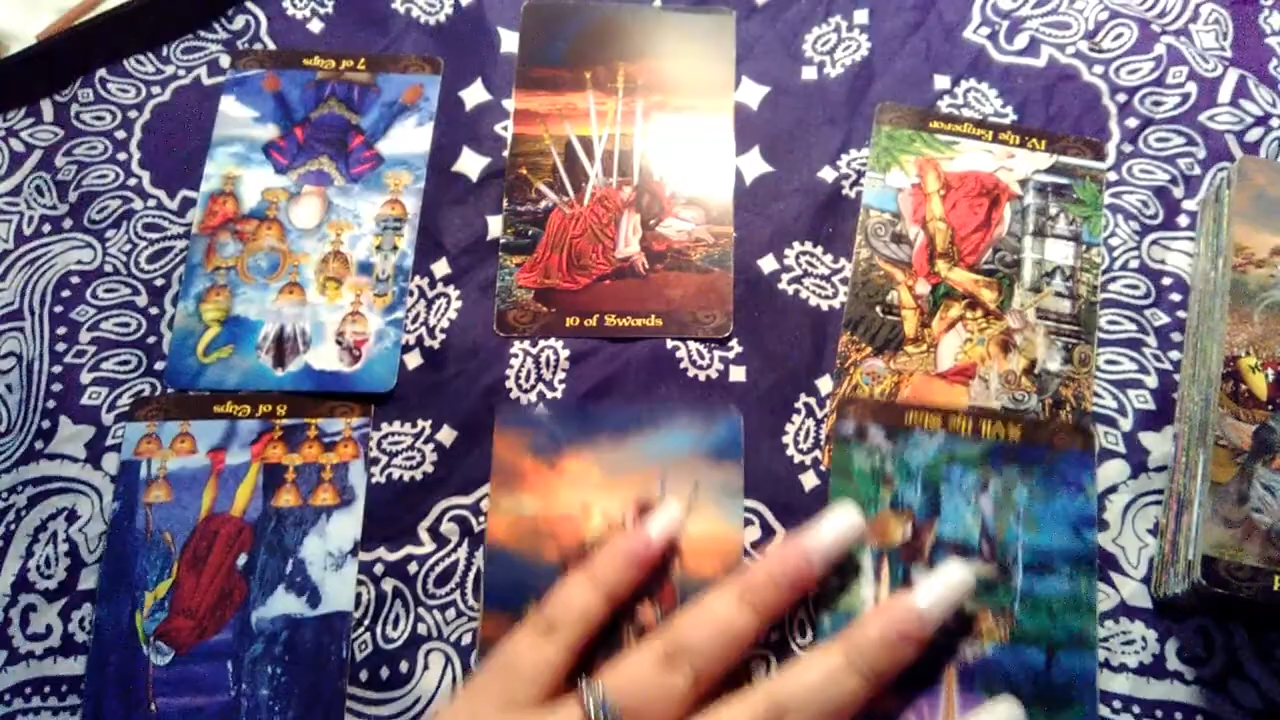 7 of Cups
10 of Swords
IV. the Emperor
8 of Cups